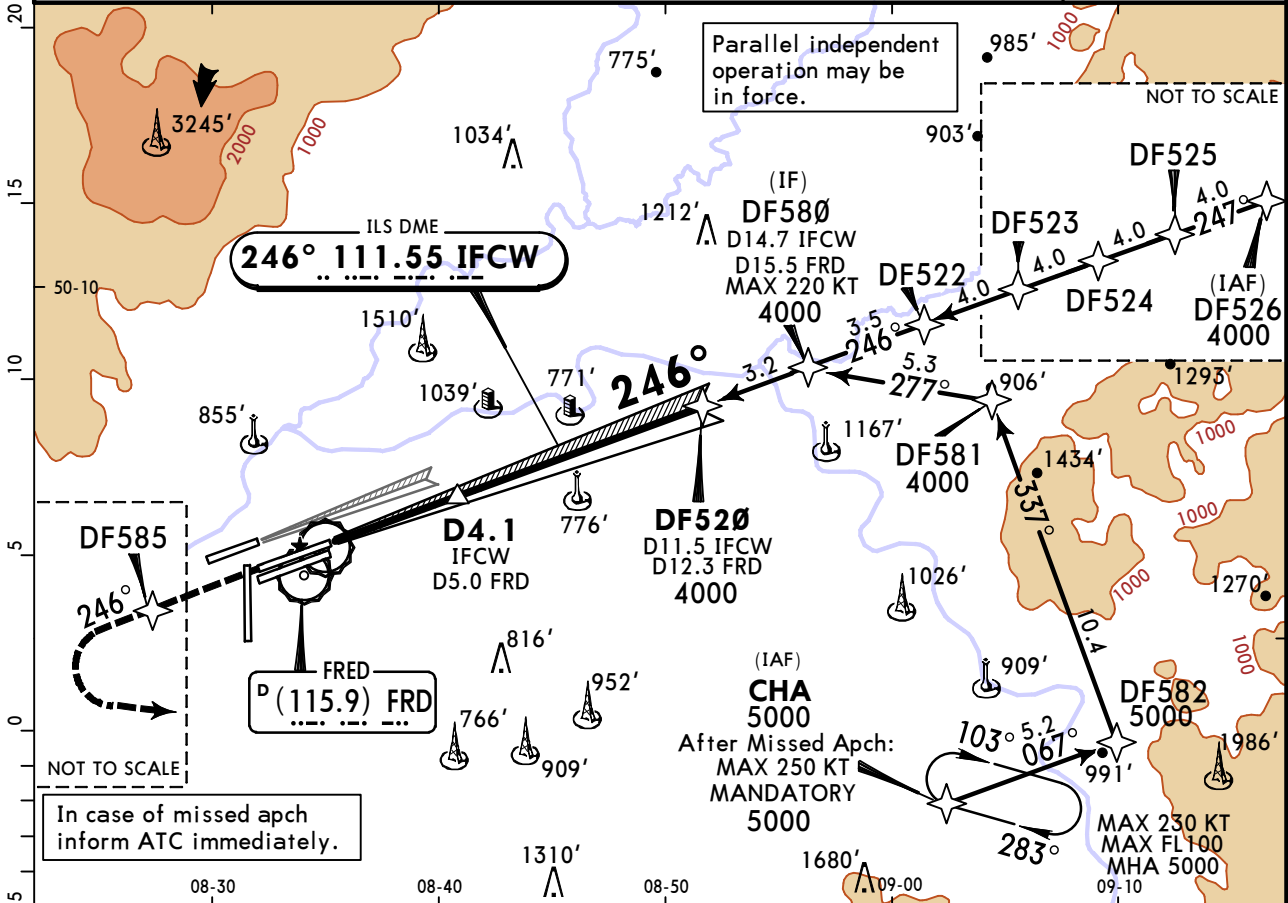 20
15
10
5
0
5
50-10
08-30
08-40
08-50
09-00
09-10
3245'
2000
1000
775'
1034'
Parallel independent
operation may be
in force.
985'
1000
903'
NOT TO SCALE
DF525
4.0
247°
DF523
4.0
4.0
4.0
DF524
(IAF)
DF526
4000
1212'
(IF)
DF58Ø
D14.7 IFCW
D15.5 FRD
MAX 220 KT
4000
DF522
3.5
246°
ILS DME
246° 111.55 IFCW
1510'
1039'
771'
855'
246°
3.2
5.3
277°
906'
DF581
4000
1293'
1000
1167'
1434'
337°
1000
1000
1270'
1000
10.4
776'
D4.1
IFCW
D5.0 FRD
DF52Ø
D11.5 IFCW
D12.3 FRD
4000
1026'
909'
DF585
246°
NOT TO SCALE
FRED
D (115.9) FRD
816'
952'
766'
909'
(IAF)
CHA
5000
After Missed Apch:
MAX 250 KT
MANDATORY
5000
103°
5.2
067°
283°
DF582
5000
991'
1986'
MAX 230 KT
MAX FL100
MHA 5000
In case of missed apch
inform ATC immediately.
1310'
1680'